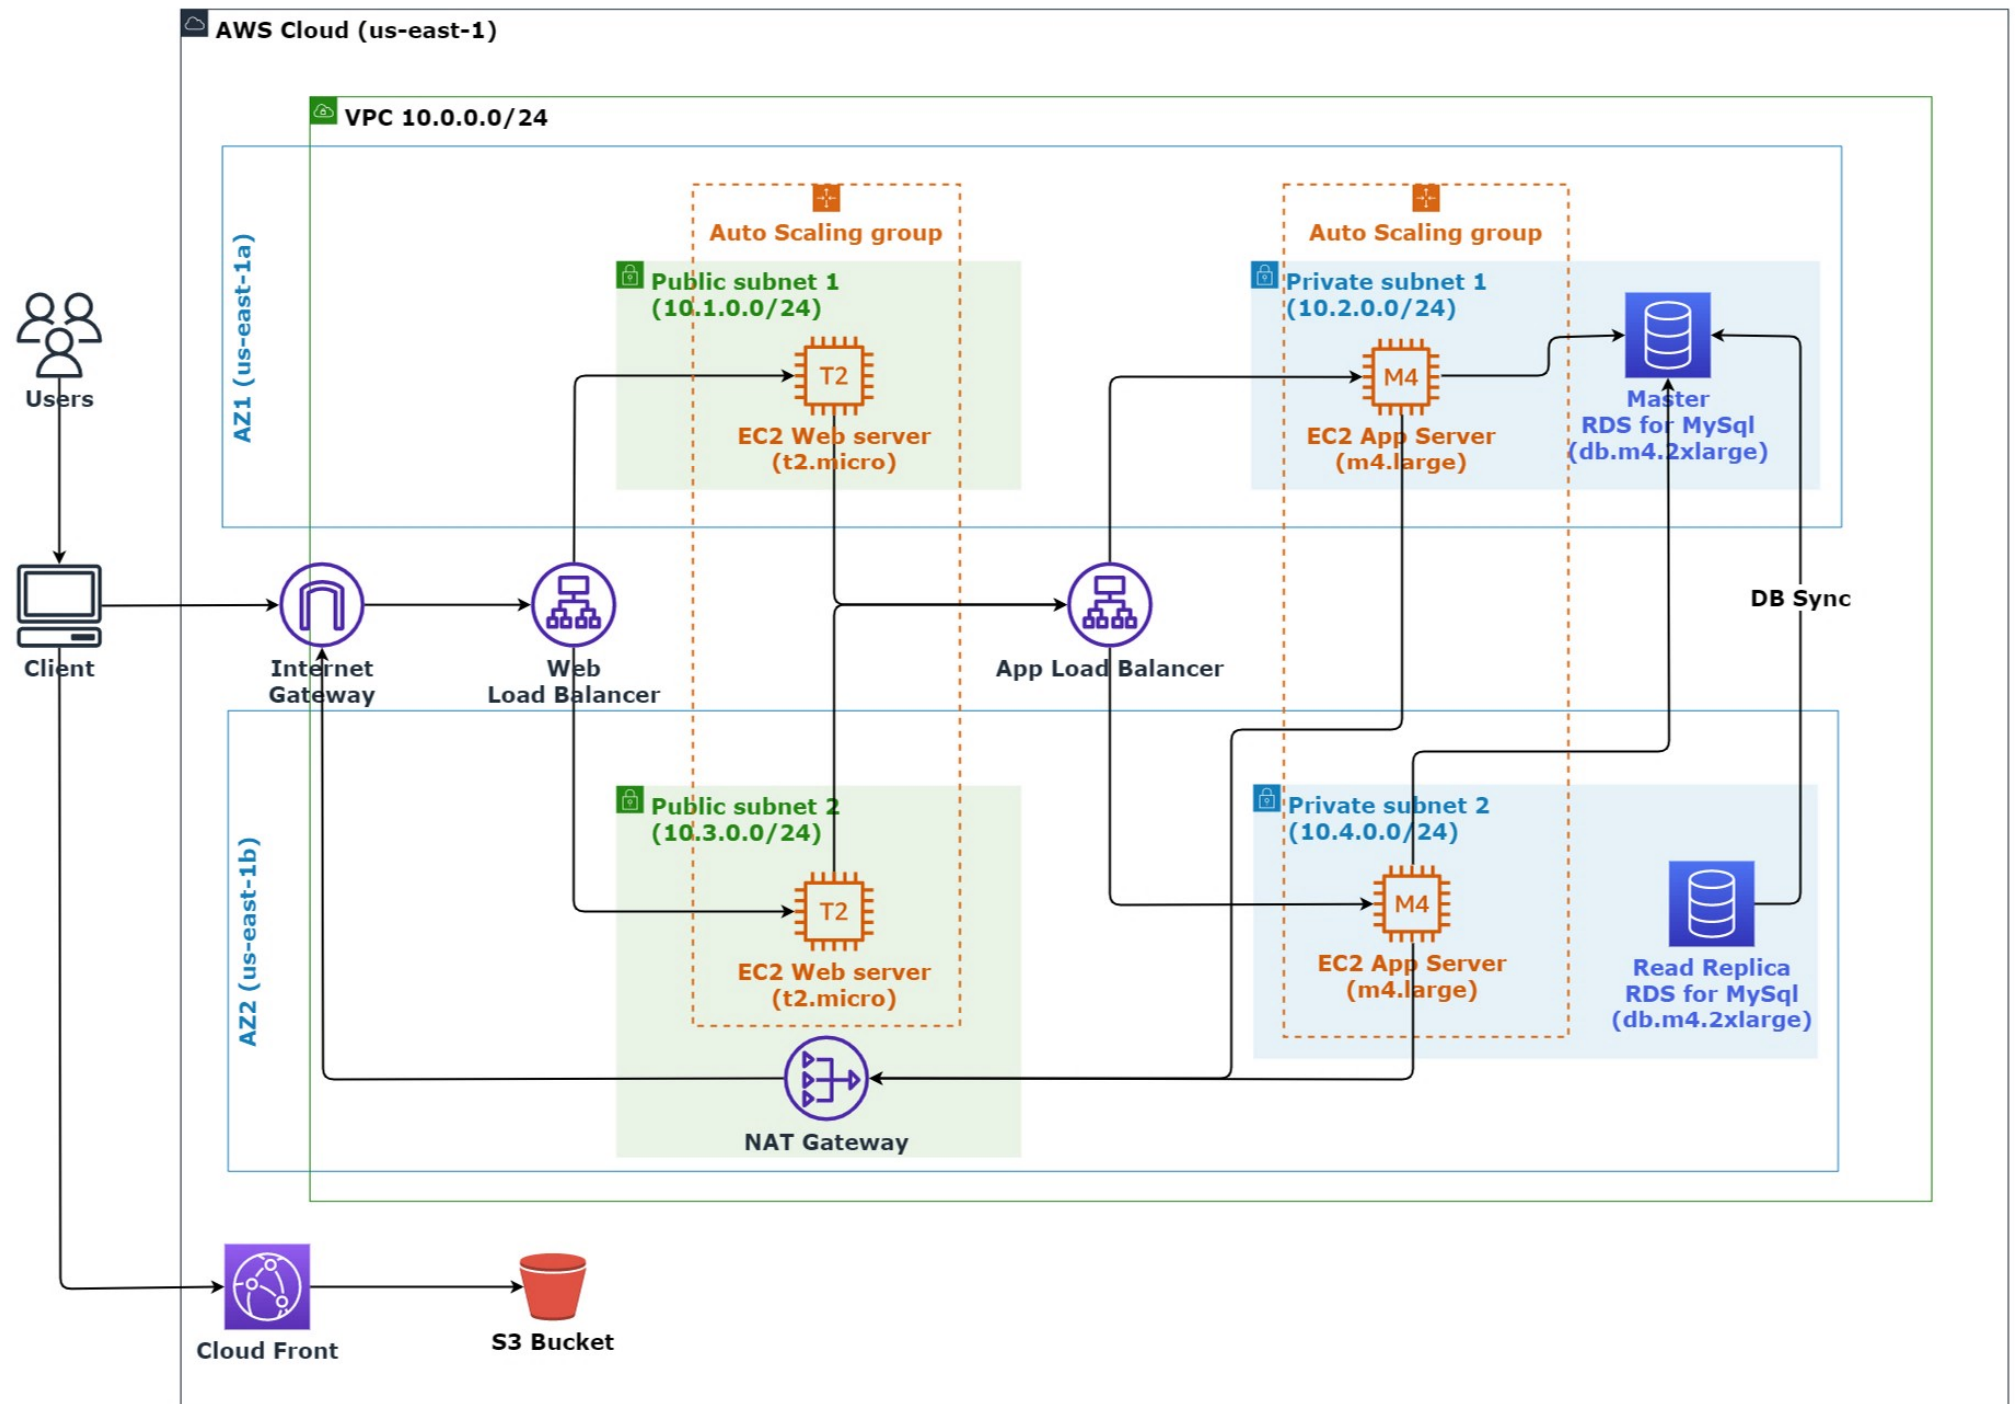 AWS Cloud (us-east-1)
VPC 10.0.0.0/24
AZ1 (us-east-1a)
Auto Scaling group
Public subnet 1
(10.1.0.0/24)
T2
EC2 Web server
(t2.micro)
Auto Scaling group
Private subnet 1
(10.2.0.0/24)
M4
EC2 App Server
(m4.large)
Master
RDS for MySql
(db.m4.2xlarge)
Users
Client
Internet
Gateway
Web
Load Balancer
App Load Balancer
DB Sync
AZ2 (us-east-1b)
Public subnet 2
(10.3.0.0/24)
T2
EC2 Web server
(t2.micro)
NAT Gateway
Private subnet 2
(10.4.0.0/24)
M4
EC2 App Server
(m4.large)
Read Replica
RDS for MySql
(db.m4.2xlarge)
Cloud Front
S3 Bucket